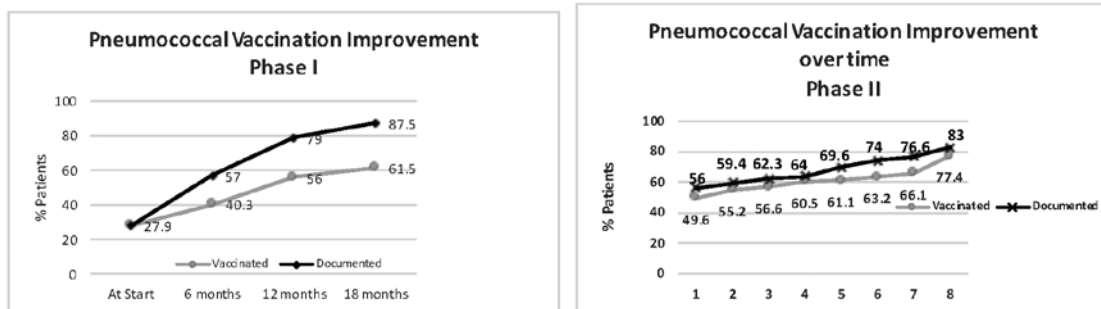 Pneumococcal Vaccination Improvement
Phase I
% Patients
100
80
60
40
20
0
27.9
57
79
87.5
40.3
56
61.5
Vaccinated
Documented
At Start
6 months
12 months
18 months
Pneumococcal Vaccination Improvement
over time
Phase II
% Patients
100
80
60
40
20
0
56
59.4
62.3
64
69.6
74
76.6
83
49.6
55.2
56.6
60.5
61.1
63.2
66.1
77.4
Vaccinated
Documented
1 2 3 4 5 6 7 8